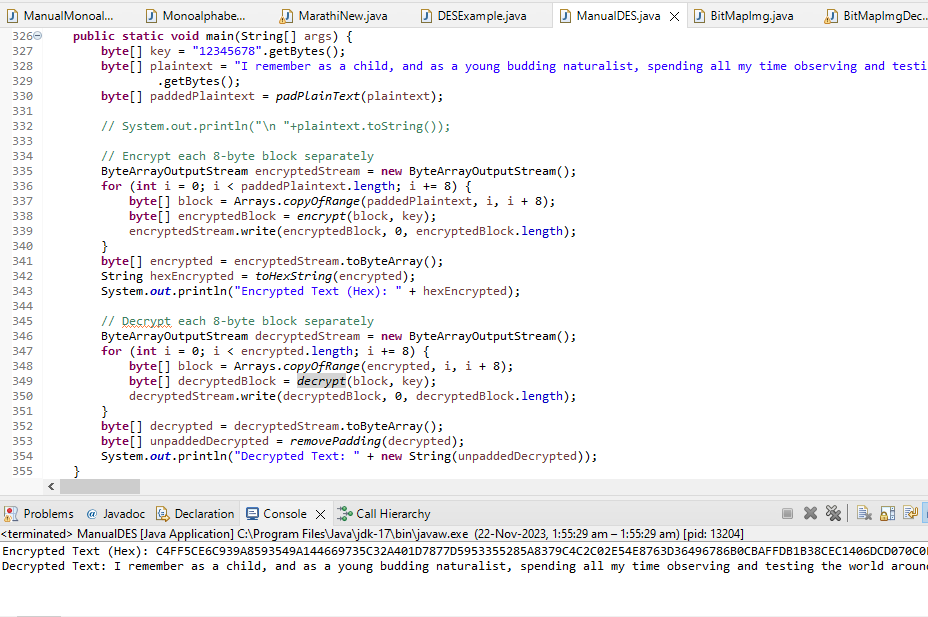 ManualMonoal... Monoalphabe... MarathiNew.java DESExample.java ManualDES.java BitMapImg.java BitMapImgDec..
326 public static void main(String[] args) {
327 byte[] key = "12345678".getBytes();
328 byte[] plaintext = "I remember as a child, and as a young budding naturalist, spending all my time observing and testi
329 .getBytes();
330 byte[] paddedPlaintext = padPlainText(plaintext);
331
332 // System.out.println("\n "+plaintext.toString());
333
334 // Encrypt each 8-byte block separately
335 ByteArrayOutputStream encryptedStream = new ByteArrayOutputStream();
336 for (int i = 0; i < paddedPlaintext.length; i += 8) {
337 byte[] block = Arrays.copyOfRange(paddedPlaintext, i, i + 8);
338 byte[] encryptedBlock = encrypt(block, key);
339 encryptedStream.write(encryptedBlock, 0, encryptedBlock.length);
340 }
341 byte[] encrypted = encryptedStream.toByteArray();
342 String hexEncrypted = toHexString(encrypted);
343 System.out.println("Encrypted Text (Hex): " + hexEncrypted);
344
345 // Decrypt each 8-byte block separately
346 ByteArrayOutputStream decryptedStream = new ByteArrayOutputStream();
347 for (int i = 0; i < encrypted.length; i += 8) {
348 byte[] block = Arrays.copyOfRange(encrypted, i, i + 8);
349 byte[] decryptedBlock = decrypt(block, key);
350 decryptedStream.write(decryptedBlock, 0, decryptedBlock.length);
351 }
352 byte[] decrypted = decryptedStream.toByteArray();
353 byte[] unpaddedDecrypted = removePadding(decrypted);
354 System.out.println("Decrypted Text: " + new String(unpaddedDecrypted));
355 }
Problems @ Javadoc Declaration Console Call Hierarchy
<terminated> ManualDES [Java Application] C:\Program Files\Java\jdk-17\bin\javaw.exe (22-Nov-2023, 1:55:29 am – 1:55:29 am) [pid: 13204]
Encrypted Text (Hex): C4FF5CE6C939A8593549A144669735C32A401D7877D5953355285A8379C4C2C02E54E8763D36496786B0CBAFFDB1B38CEC1406DCD070C0
Decrypted Text: I remember as a child, and as a young budding naturalist, spending all my time observing and testing the world aroun